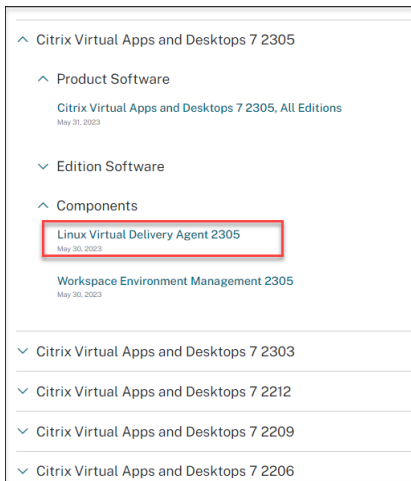 Citrix Virtual Apps and Desktops 7 2305
Product Software
Citrix Virtual Apps and Desktops 7 2305, All Editions
May 31, 2023
Edition Software
Components
Linux Virtual Delivery Agent 2305
May 30, 2023
Workspace Environment Management 2305
May 30, 2023
Citrix Virtual Apps and Desktops 7 2303
Citrix Virtual Apps and Desktops 7 2212
Citrix Virtual Apps and Desktops 7 2209
Citrix Virtual Apps and Desktops 7 2206